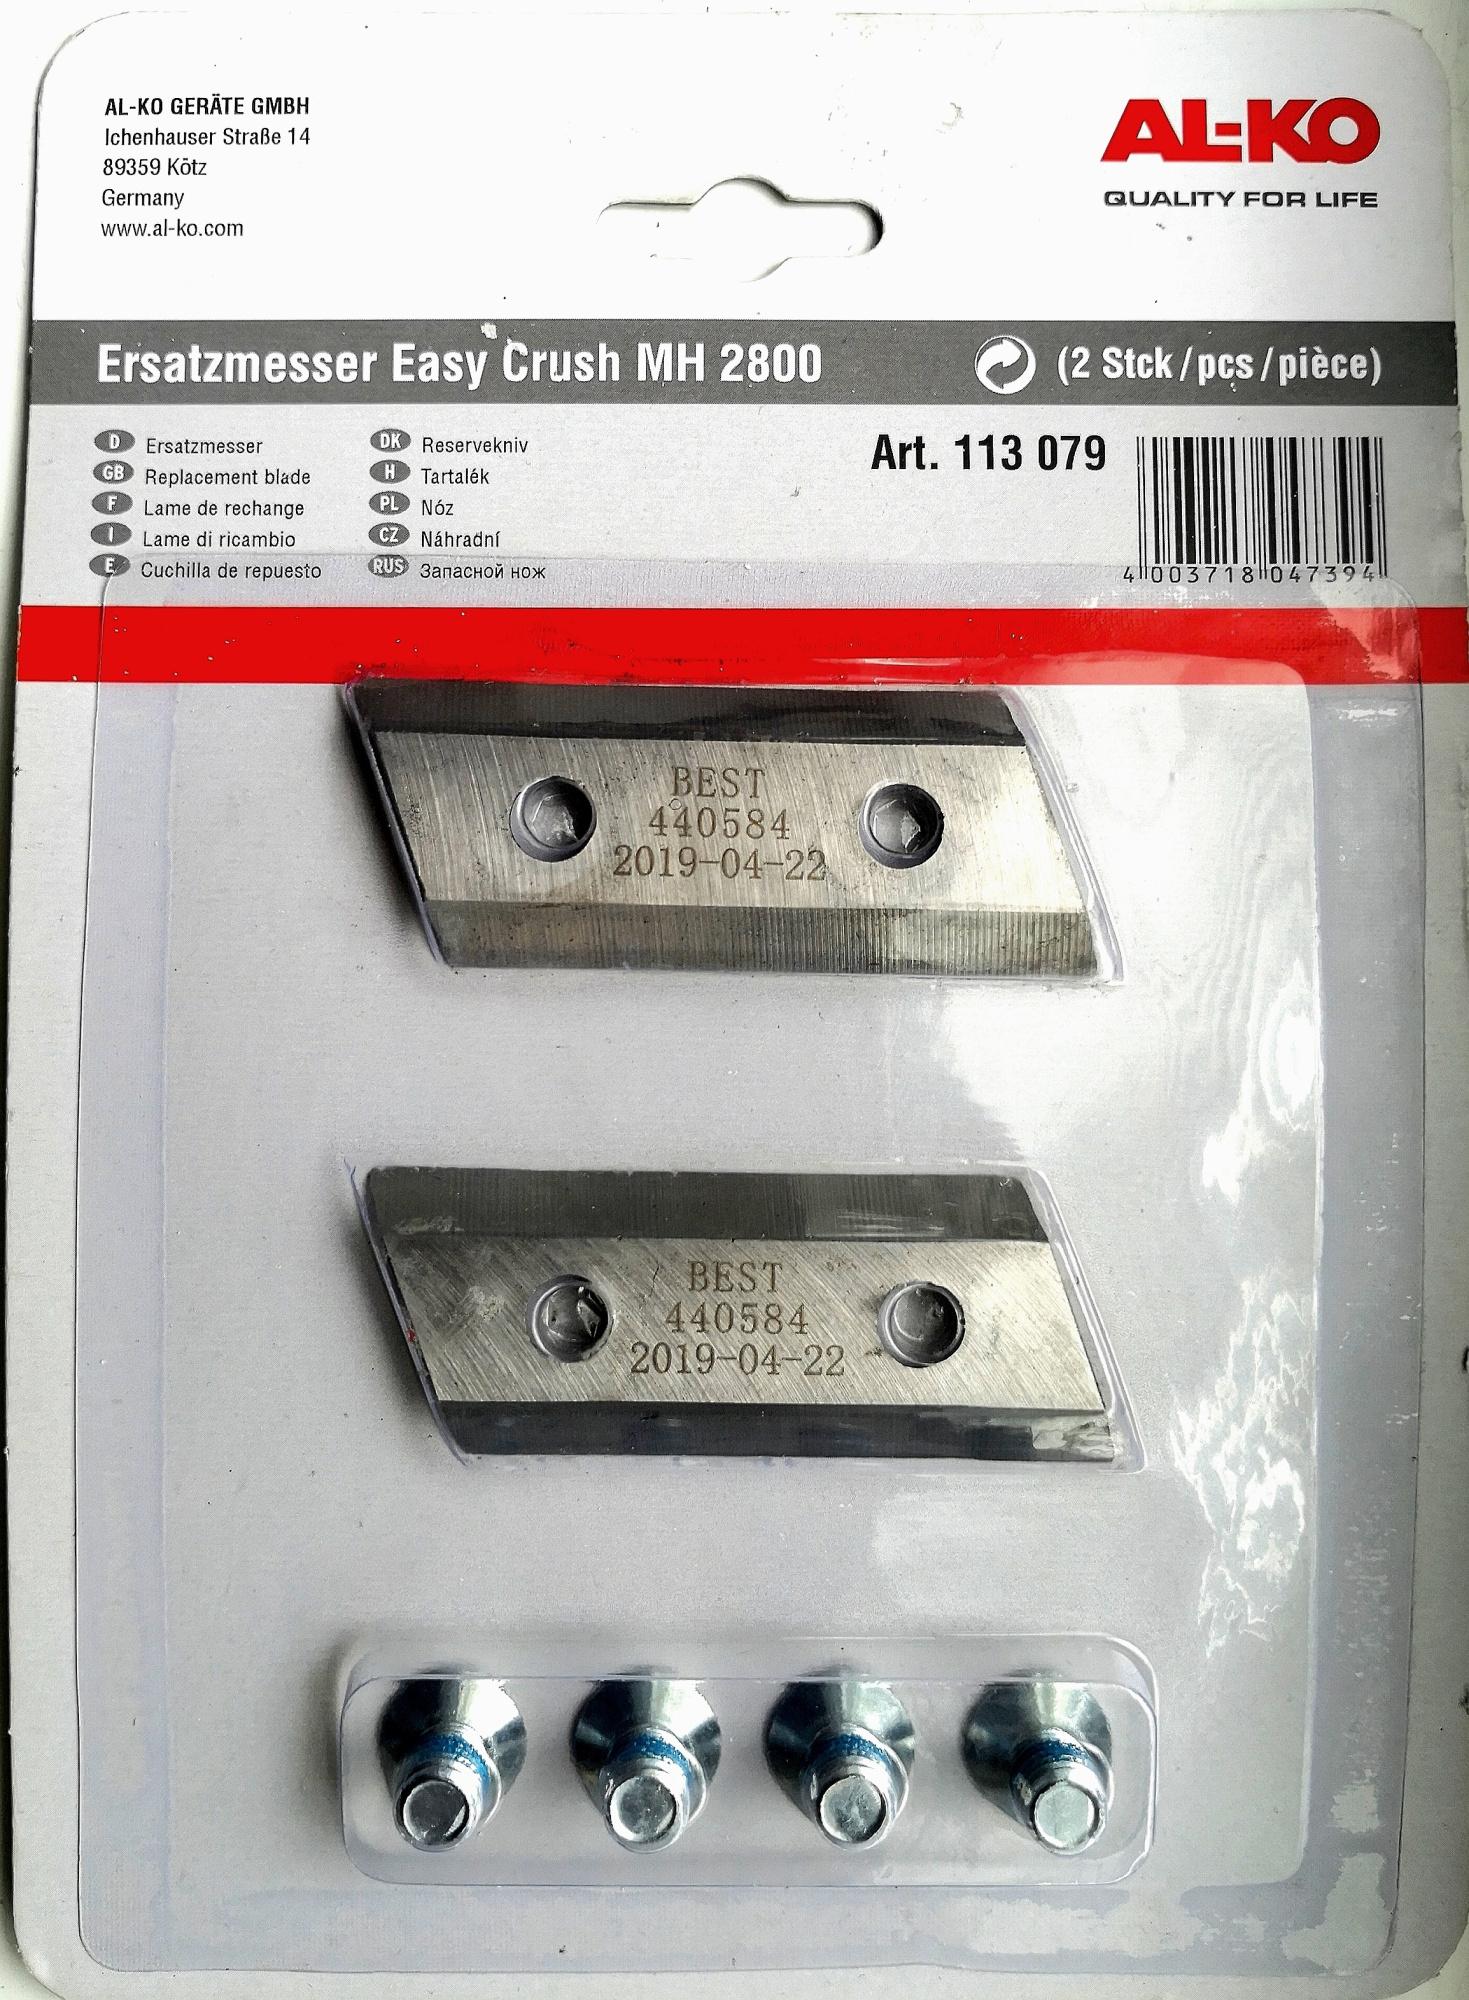 AL-KO GERÄTE GMBH
Ichenhauser Straße 14
89359 Kötz
Germany
www.al-ko.com
AL-KO
QUALITY FOR LIFE
Ersatzmesser Easy Crush MH 2800
(2 Stck/pcs/pièce)
D Ersatzmesser
GB Replacement blade
F Lame de rechange
I Lame di ricambio
E Cuchilla de repuesto
DK Reservekniv
H Tartalék
PL Nóz
CZ Náhradní
RUS Запасной нож
Art. 113 079
4 003718 047394
BEST
440584
2019-04-22
BEST
440584
2019-04-22